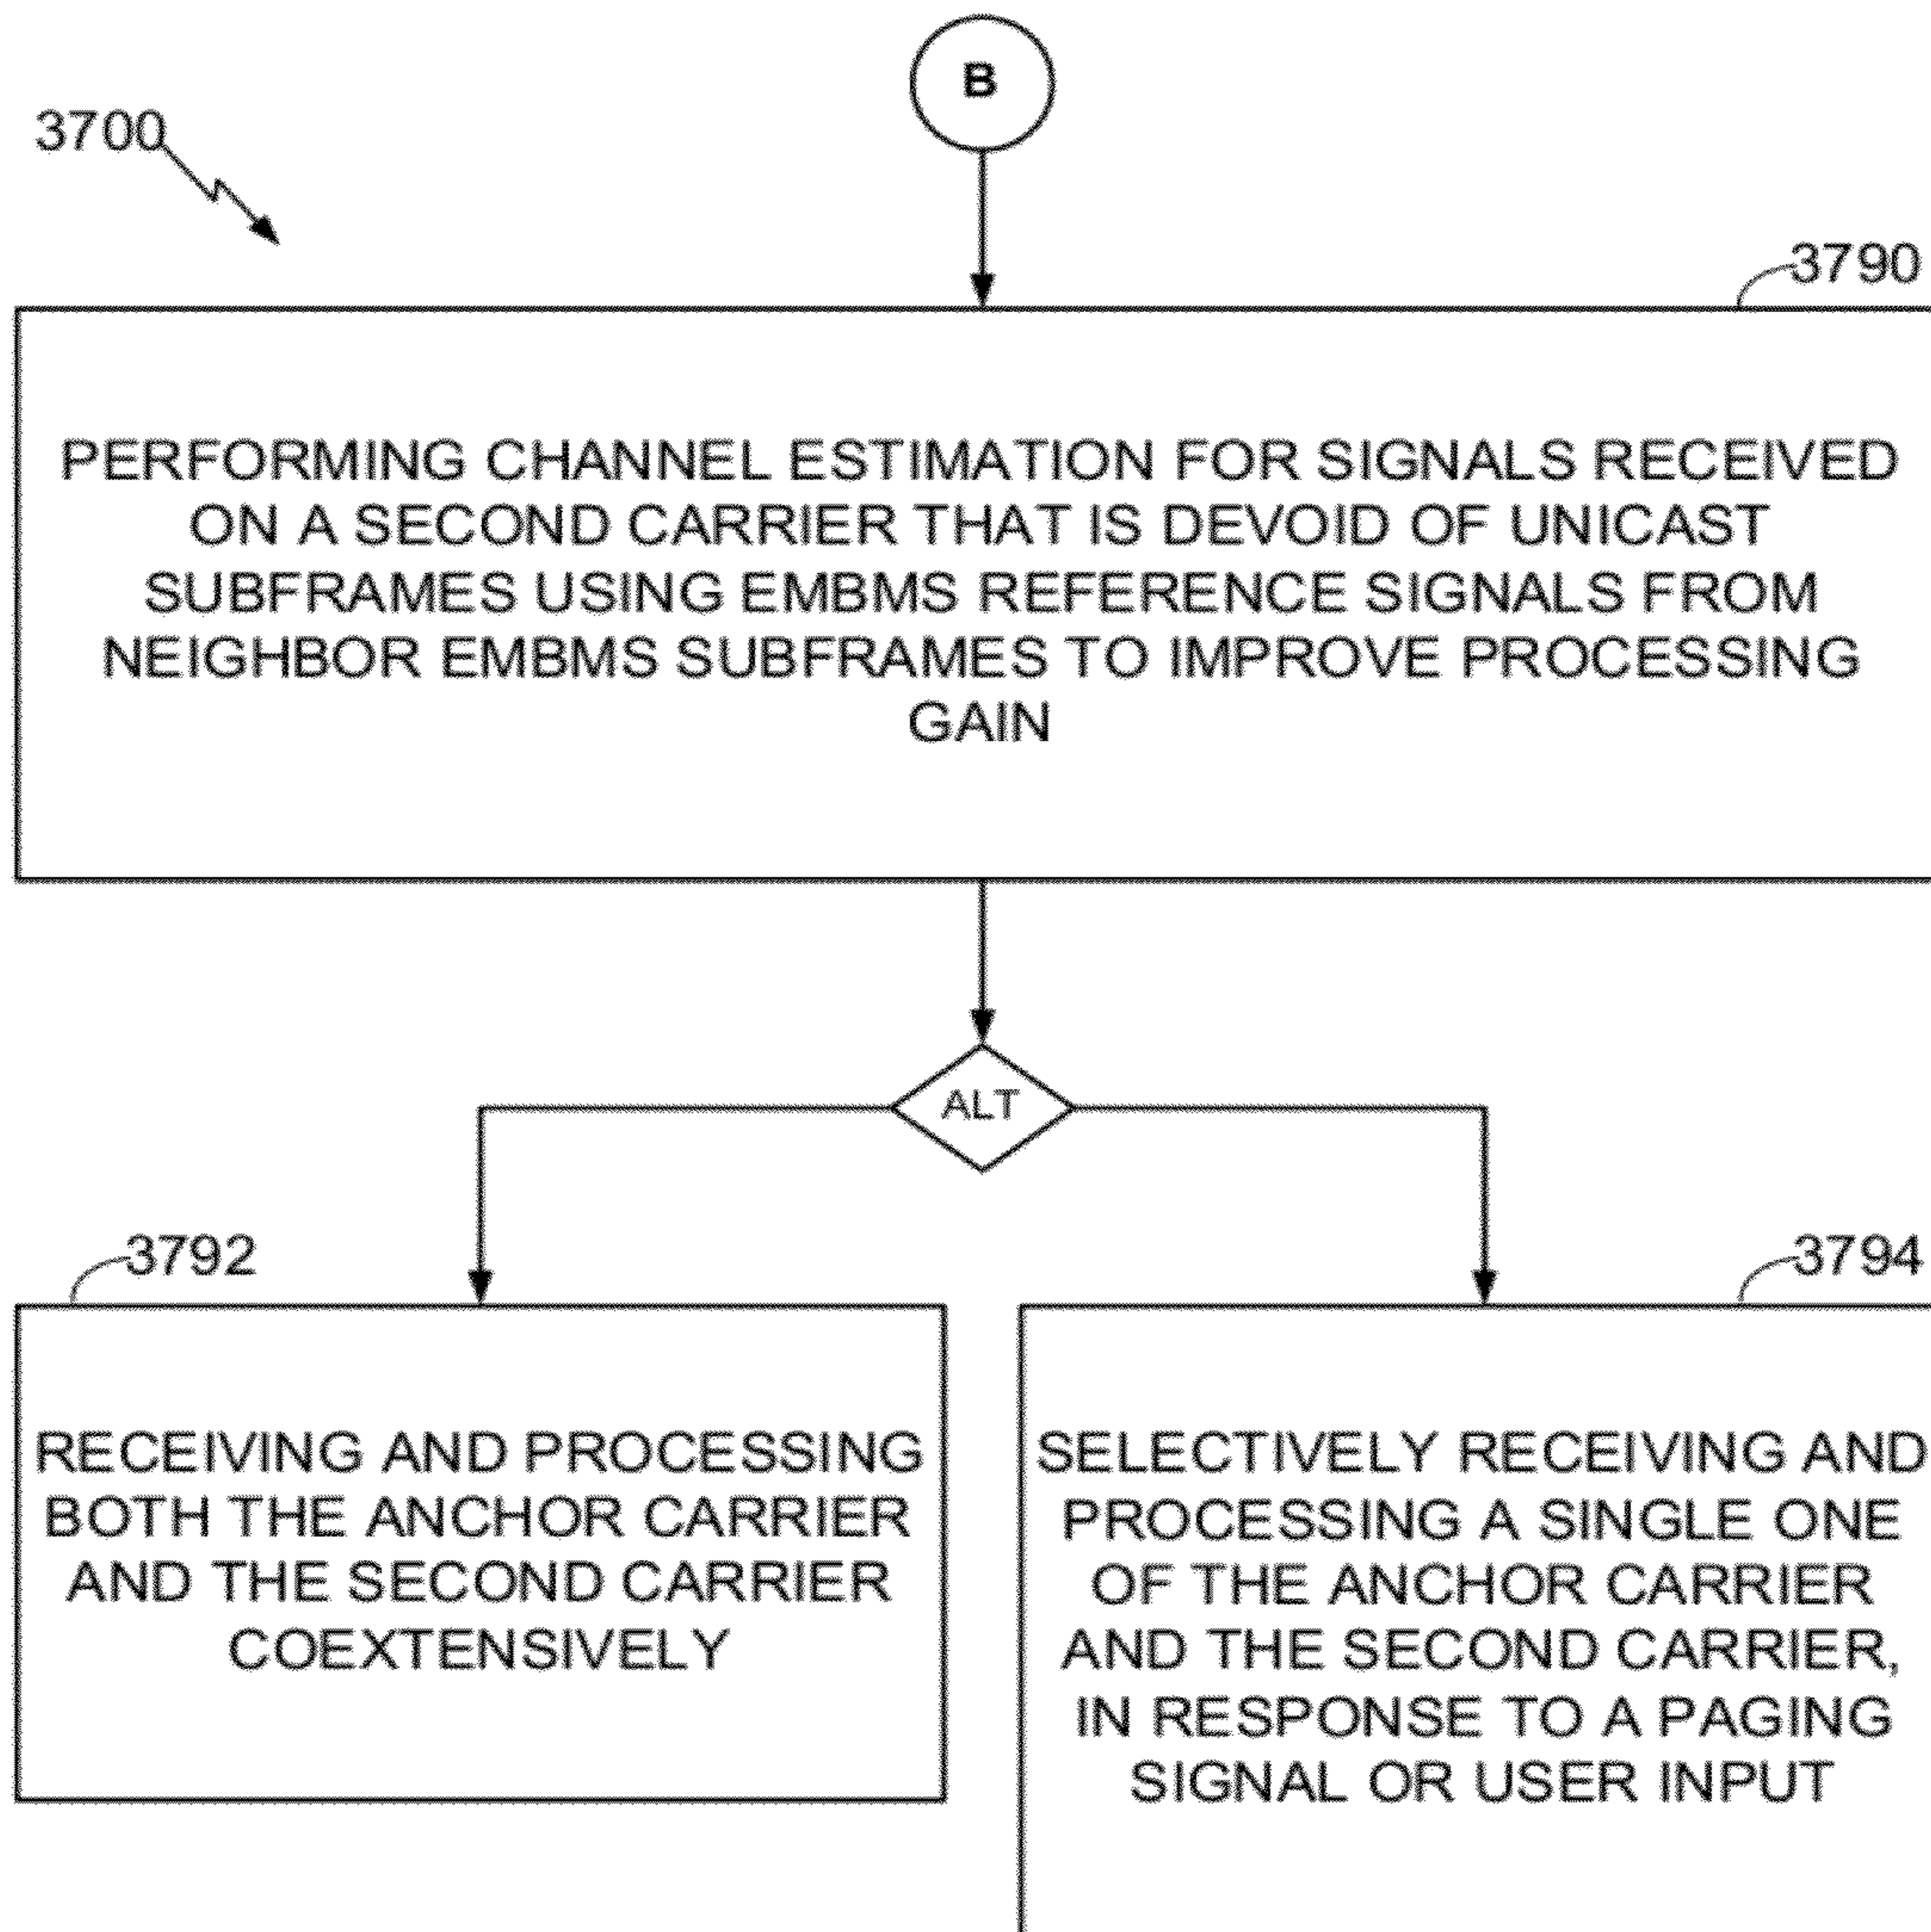 B
3700
3790
PERFORMING CHANNEL ESTIMATION FOR SIGNALS RECEIVED
ON A SECOND CARRIER THAT IS DEVOID OF UNICAST
SUBFRAMES USING EMBMS REFERENCE SIGNALS FROM
NEIGHBOR EMBMS SUBFRAMES TO IMPROVE PROCESSING
GAIN
ALT
3792
RECEIVING AND PROCESSING
BOTH THE ANCHOR CARRIER
AND THE SECOND CARRIER
COEXTENSIVELY
3794
SELECTIVELY RECEIVING AND
PROCESSING A SINGLE ONE
OF THE ANCHOR CARRIER
AND THE SECOND CARRIER,
IN RESPONSE TO A PAGING
SIGNAL OR USER INPUT